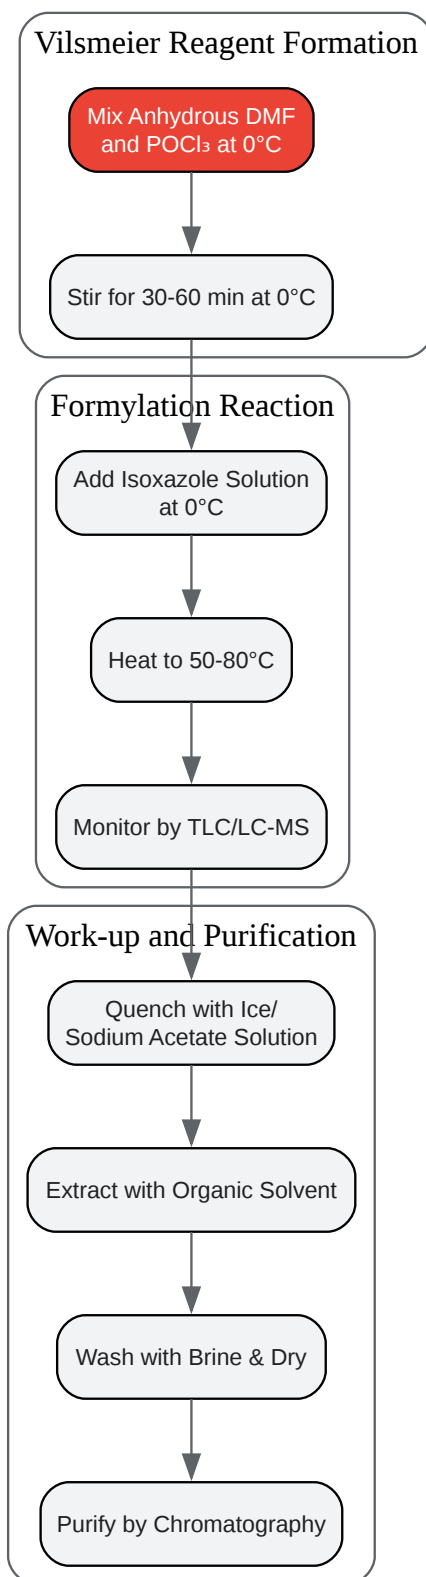 Vilsmeier Reagent Formation
Mix Anhydrous DMF
and POCl₃ at 0°C
Stir for 30-60 min at 0°C
Formylation Reaction
Add Isoxazole Solution
at 0°C
Heat to 50-80°C
Monitor by TLC/LC-MS
Work-up and Purification
Quench with Ice/
Sodium Acetate Solution
Extract with Organic Solvent
Wash with Brine & Dry
Purify by Chromatography